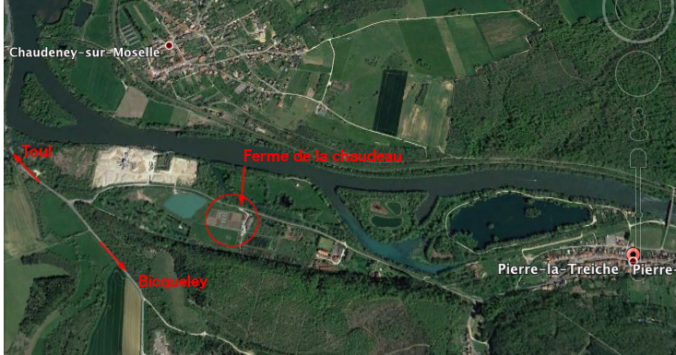 Chaudeney-sur-Moselle
Toul
Ferme de la chaudeau
Bicqueley
Pierre-la-Treiche
Pierre-